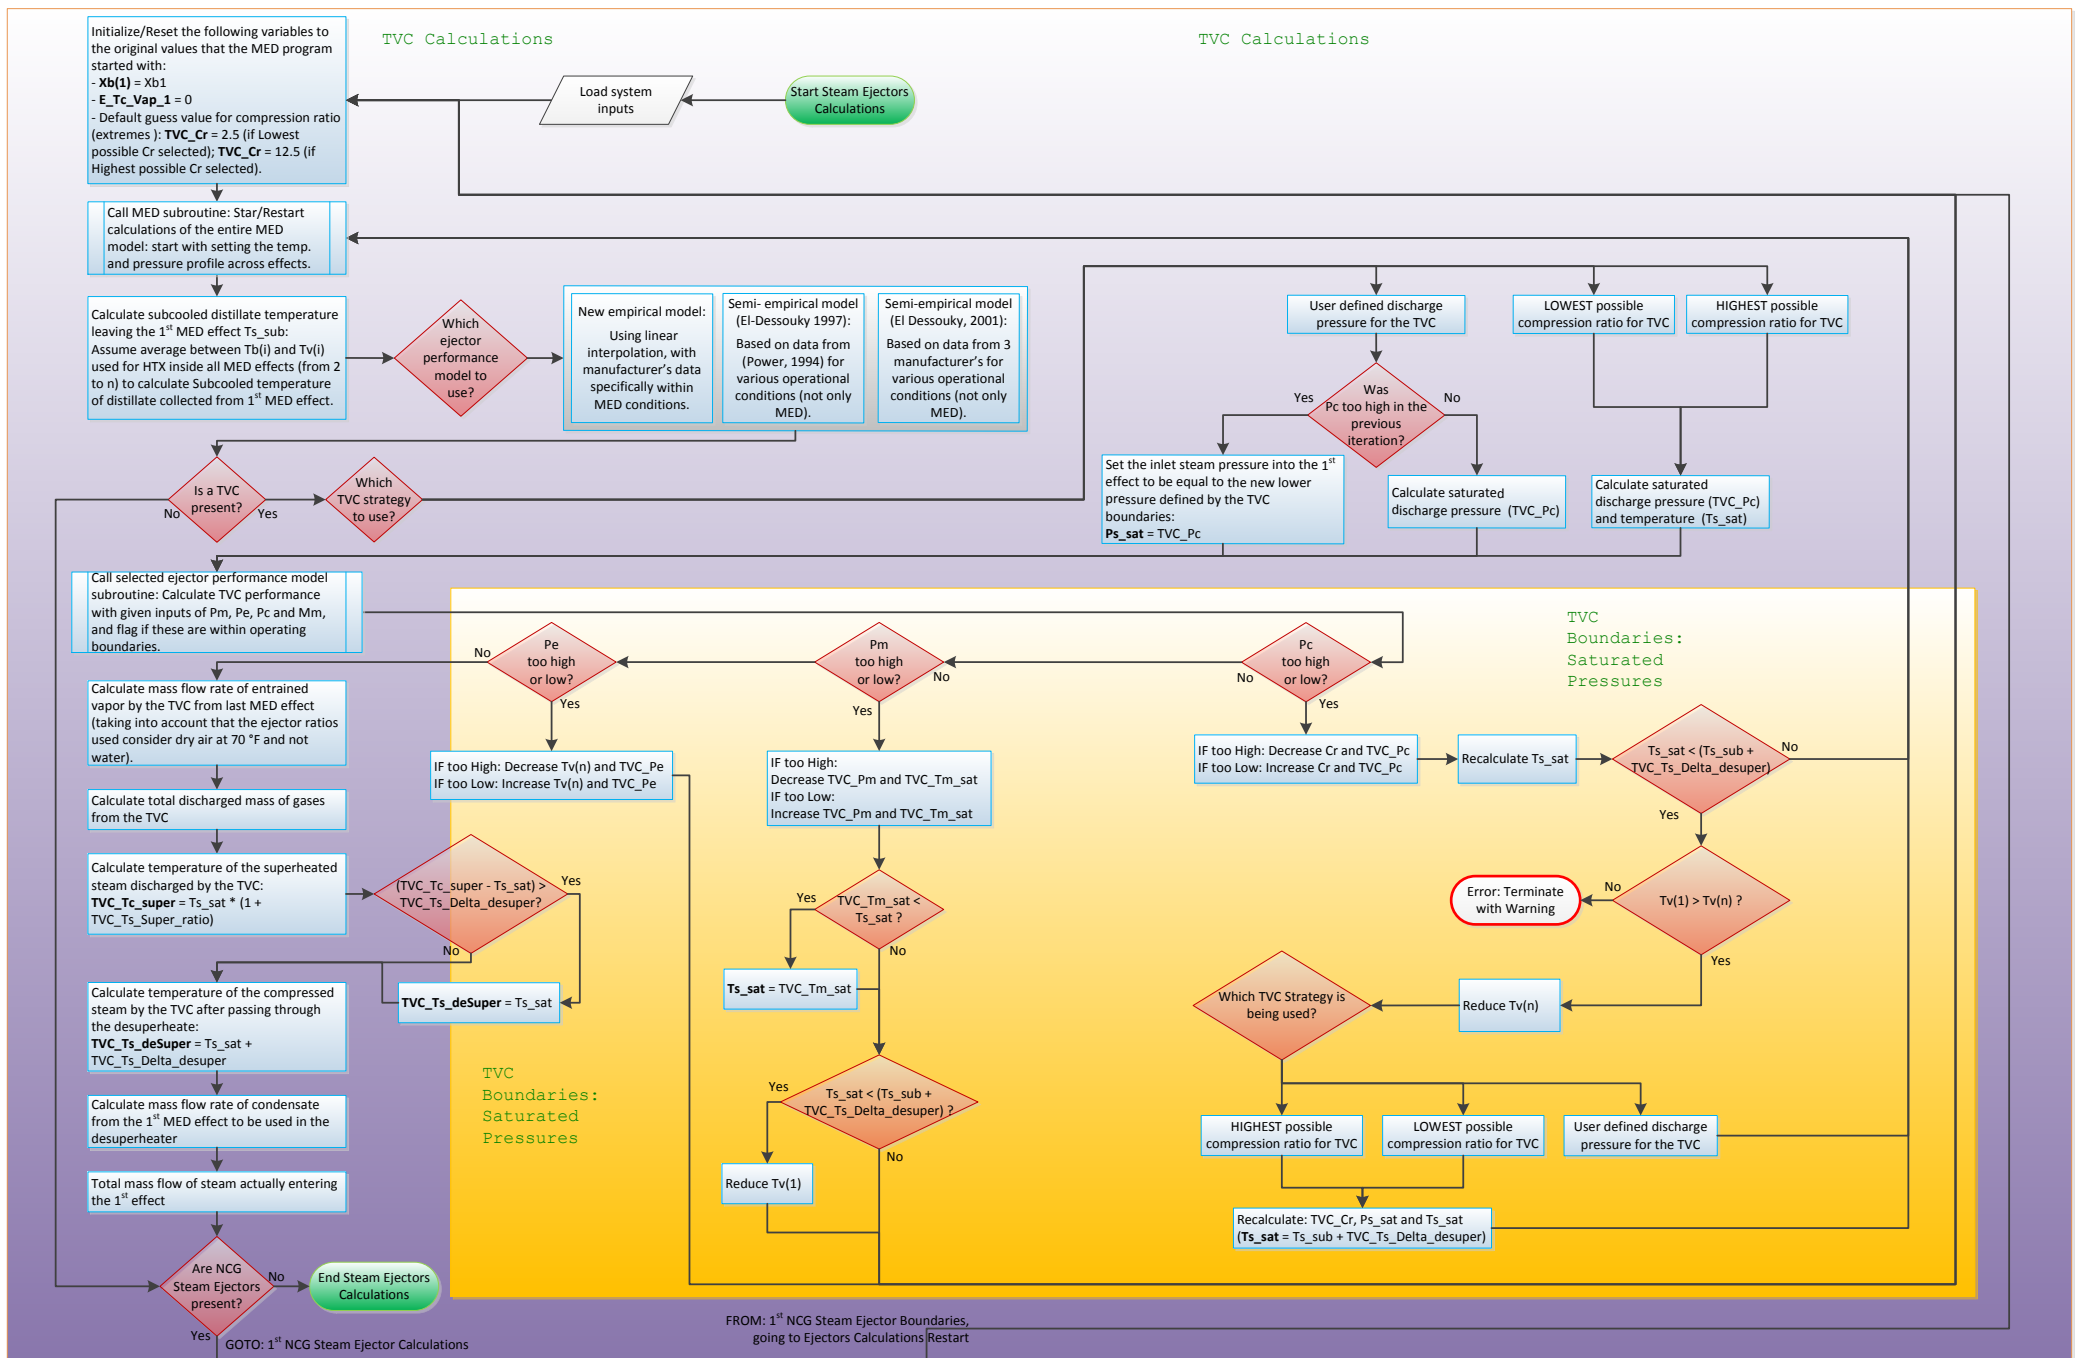 Initialize/Reset the following variables to
the original values that the MED program
started with:
- Xb(1) = Xb1
- E_Tc_Vap_1 = 0
- Default guess value for compression ratio
(extremes ): TVC_Cr = 2.5 (if Lowest
possible Cr selected); TVC_Cr = 12.5 (if
Highest possible Cr selected).
TVC Calculations
TVC Calculations
Load system
inputs
Start Steam Ejectors
Calculations
Call MED subroutine: Star/Restart
calculations of the entire MED
model: start with setting the temp.
and pressure profile across effects.
Calculate subcooled distillate temperature
leaving the 1st MED effect Ts_sub:
Assume average between Tb(i) and Tv(i)
used for HTX inside all MED effects (from 2
to n) to calculate Subcooled temperature
of distillate collected from 1st MED effect.
Which
ejector
performance
model to
use?
New empirical model:
Using linear
interpolation, with
manufacturer's data
specifically within
MED conditions.
Semi- empirical model
(El-Dessouky 1997):
Based on data from
(Power, 1994) for
various operational
conditions (not only
MED).
Semi-empirical model
(El Dessouky, 2001):
Based on data from 3
manufacturer's for
various operational
conditions (not only
MED).
User defined discharge
pressure for the TVC
LOWEST possible
compression ratio for TVC
HIGHEST possible
compression ratio for TVC
Was
Pc too high in the
previous
iteration?
Yes
No
Set the inlet steam pressure into the 1st
effect to be equal to the new lower
pressure defined by the TVC
boundaries:
Ps_sat = TVC_Pc
Calculate saturated
discharge pressure (TVC_Pc)
Calculate saturated
discharge pressure (TVC_Pc)
and temperature (Ts_sat)
Is a TVC
present?
No
Yes
Which
TVC strategy
to use?
Call selected ejector performance model
subroutine: Calculate TVC performance
with given inputs of Pm, Pe, Pc and Mm,
and flag if these are within operating
boundaries.
Pe
too high
or low?
No
Yes
Pm
too high
or low?
No
Yes
Pc
too high
or low?
No
Yes
TVC
Boundaries:
Saturated
Pressures
Calculate mass flow rate of entrained
vapor by the TVC from last MED effect
(taking into account that the ejector ratios
used consider dry air at 70 °F and not
water).
IF too High: Decrease Tv(n) and TVC_Pe
IF too Low: Increase Tv(n) and TVC_Pe
IF too High:
Decrease TVC_Pm and TVC_Tm_sat
IF too Low:
Increase TVC_Pm and TVC_Tm_sat
IF too High: Decrease Cr and TVC_Pc
IF too Low: Increase Cr and TVC_Pc
Recalculate Ts_sat
Ts_sat < (Ts_sub +
TVC_Ts_Delta_desuper)
No
Yes
Calculate total discharged mass of gases
from the TVC
Calculate temperature of the superheated
steam discharged by the TVC:
TVC_Tc_super = Ts_sat * (1 +
TVC_Ts_Super_ratio)
(TVC_Tc_super - Ts_sat) >
TVC_Ts_Delta_desuper?
Yes
No
TVC_Tm_sat <
Ts_sat ?
Yes
No
Error: Terminate
with Warning
No
Tv(1) > Tv(n) ?
Yes
Calculate temperature of the compressed
steam by the TVC after passing through
the desuperheate:
TVC_Ts_deSuper = Ts_sat +
TVC_Ts_Delta_desuper
TVC_Ts_deSuper = Ts_sat
Ts_sat = TVC_Tm_sat
Which TVC Strategy is
being used?
Reduce Tv(n)
TVC
Boundaries:
Saturated
Pressures
Ts_sat < (Ts_sub +
TVC_Ts_Delta_desuper) ?
Yes
No
Calculate mass flow rate of condensate
from the 1st MED effect to be used in the
desuperheater
HIGHEST possible
compression ratio for TVC
LOWEST possible
compression ratio for TVC
User defined discharge
pressure for the TVC
Reduce Tv(1)
Total mass flow of steam actually entering
the 1st effect
Recalculate: TVC_Cr, Ps_sat and Ts_sat
(Ts_sat = Ts_sub + TVC_Ts_Delta_desuper)
Are NCG
Steam Ejectors
present?
No
Yes
End Steam Ejectors
Calculations
GOTO: 1st NCG Steam Ejector Calculations
FROM: 1st NCG Steam Ejector Boundaries,
going to Ejectors Calculations Restart